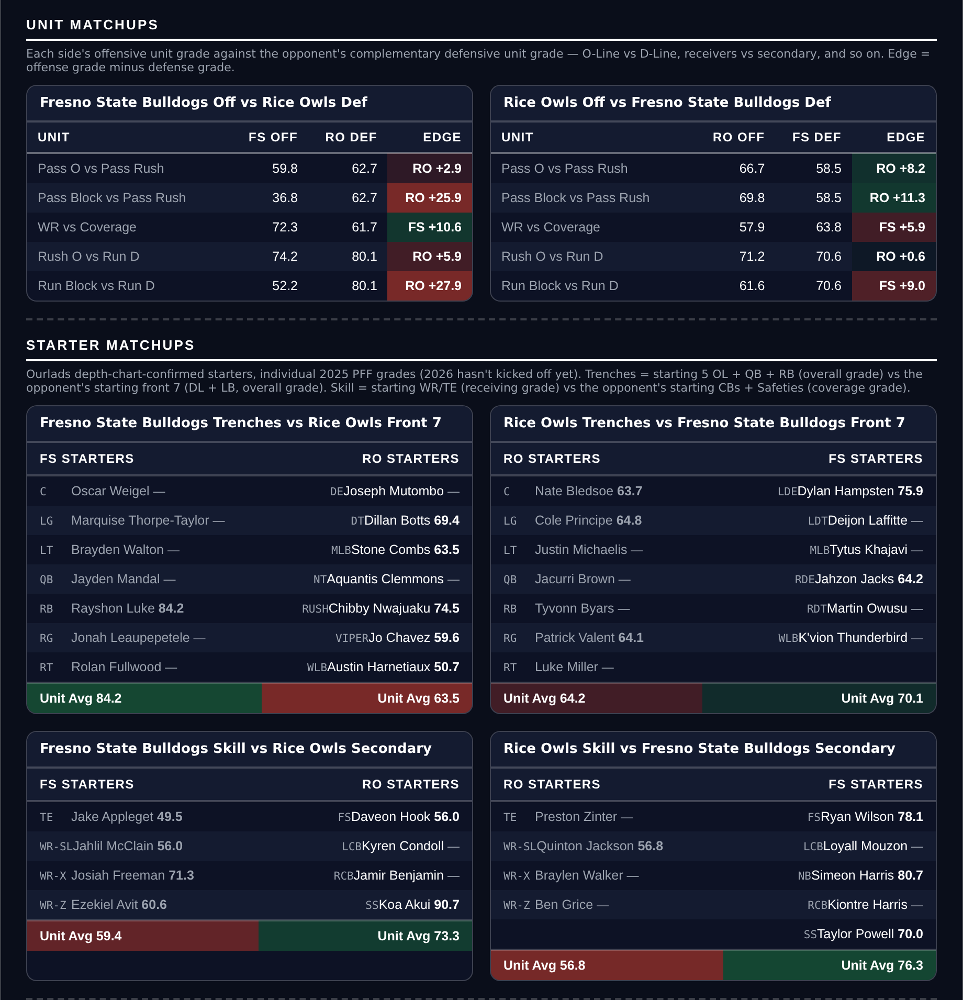 UNIT MATCHUPS
Each side's offensive unit grade against the opponent's complementary defensive unit grade — O-Line vs D-Line, receivers vs secondary, and so on. Edge =
offense grade minus defense grade.
Fresno State Bulldogs Off vs Rice Owls Def
UNIT FS OFF RO DEF EDGE
Pass O vs Pass Rush 59.8 62.7 RO +2.9
Pass Block vs Pass Rush 36.8 62.7 RO +25.9
WR vs Coverage 72.3 61.7 FS +10.6
Rush O vs Run D 74.2 80.1 RO +5.9
Run Block vs Run D 52.2 80.1 RO +27.9
Rice Owls Off vs Fresno State Bulldogs Def
UNIT RO OFF FS DEF EDGE
Pass O vs Pass Rush 66.7 58.5 RO +8.2
Pass Block vs Pass Rush 69.8 58.5 RO +11.3
WR vs Coverage 57.9 63.8 FS +5.9
Rush O vs Run D 71.2 70.6 RO +0.6
Run Block vs Run D 61.6 70.6 FS +9.0
STARTER MATCHUPS
Ourlads depth-chart-confirmed starters, individual 2025 PFF grades (2026 hasn't kicked off yet). Trenches = starting 5 OL + QB + RB (overall grade) vs the
opponent's starting front 7 (DL + LB, overall grade). Skill = starting WR/TE (receiving grade) vs the opponent's starting CBs + Safeties (coverage grade).
Fresno State Bulldogs Trenches vs Rice Owls Front 7
FS STARTERS RO STARTERS
C Oscar Weigel — DEJoseph Mutombo —
LG Marquise Thorpe-Taylor — DTDillan Botts 69.4
LT Brayden Walton — MLBStone Combs 63.5
QB Jayden Mandal — NTAquantis Clemmons —
RB Rayshon Luke 84.2 RUSHChibby Nwajuaku 74.5
RG Jonah Leaupepetele — VIPERJo Chavez 59.6
RT Rolan Fullwood — WLBAustin Harnetiaux 50.7
Unit Avg 84.2 Unit Avg 63.5
Rice Owls Trenches vs Fresno State Bulldogs Front 7
RO STARTERS FS STARTERS
C Nate Bledsoe 63.7 LDEDylan Hampsten 75.9
LG Cole Principe 64.8 LDTDeijon Laffitte —
LT Justin Michaelis — MLBTytus Khajavi —
QB Jacurri Brown — RDEJahzon Jacks 64.2
RB Tyvonn Byars — RDTMartin Owusu —
RG Patrick Valent 64.1 WLBK'vion Thunderbird —
RT Luke Miller —
Unit Avg 64.2 Unit Avg 70.1
Fresno State Bulldogs Skill vs Rice Owls Secondary
FS STARTERS RO STARTERS
TE Jake Appleget 49.5 FSDaveon Hook 56.0
WR-SLJahlil McClain 56.0 LCBKyren Condoll —
WR-X Josiah Freeman 71.3 RCBJamir Benjamin —
WR-Z Ezekiel Avit 60.6 SSKoa Akui 90.7
Unit Avg 59.4 Unit Avg 73.3
Rice Owls Skill vs Fresno State Bulldogs Secondary
RO STARTERS FS STARTERS
TE Preston Zinter — FSRyan Wilson 78.1
WR-SLQuinton Jackson 56.8 LCBLoyall Mouzon —
WR-X Braylen Walker — NBSimeon Harris 80.7
WR-Z Ben Grice — RCBKiontre Harris —
SSTaylor Powell 70.0
Unit Avg 56.8 Unit Avg 76.3